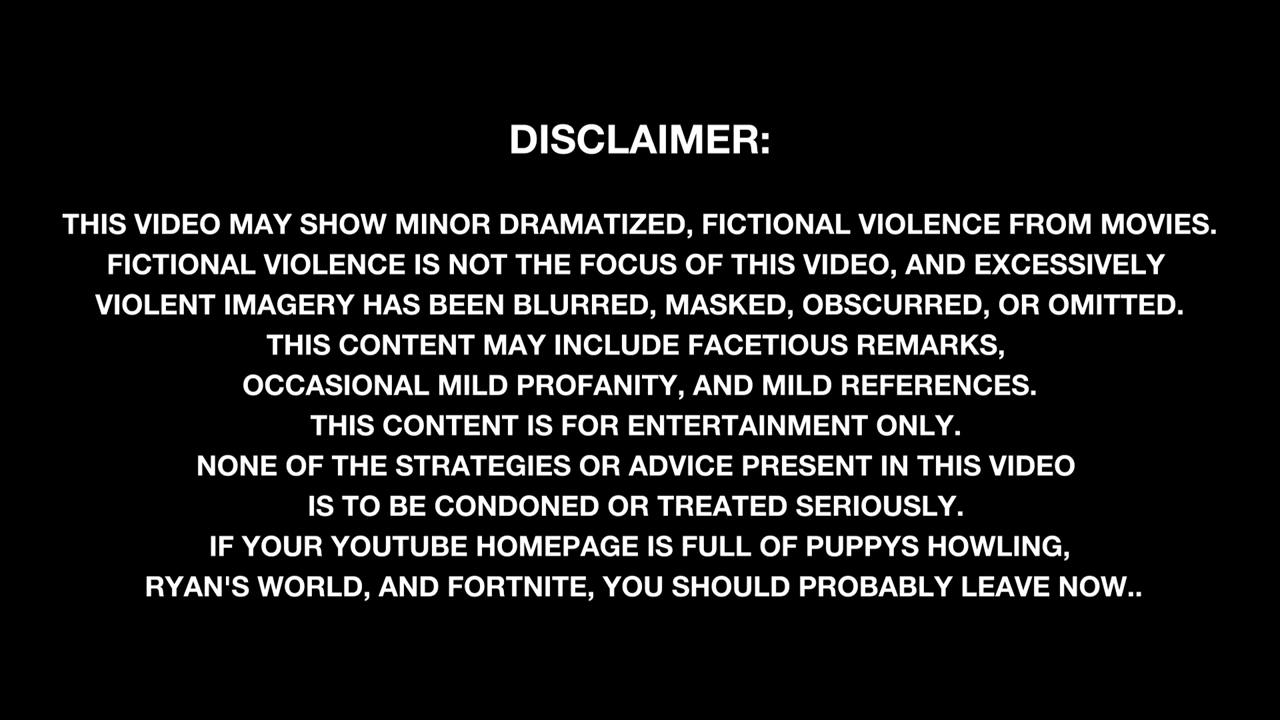 DISCLAIMER:
THIS VIDEO MAY SHOW MINOR DRAMATIZED, FICTIONAL VIOLENCE FROM MOVIES.
FICTIONAL VIOLENCE IS NOT THE FOCUS OF THIS VIDEO, AND EXCESSIVELY
VIOLENT IMAGERY HAS BEEN BLURRED, MASKED, OBSCURRED, OR OMITTED.
THIS CONTENT MAY INCLUDE FACETIOUS REMARKS,
OCCASIONAL MILD PROFANITY, AND MILD REFERENCES.
THIS CONTENT IS FOR ENTERTAINMENT ONLY.
NONE OF THE STRATEGIES OR ADVICE PRESENT IN THIS VIDEO
IS TO BE CONDONED OR TREATED SERIOUSLY.
IF YOUR YOUTUBE HOMEPAGE IS FULL OF PUPPYS HOWLING,
RYAN'S WORLD, AND FORTNITE, YOU SHOULD PROBABLY LEAVE NOW..